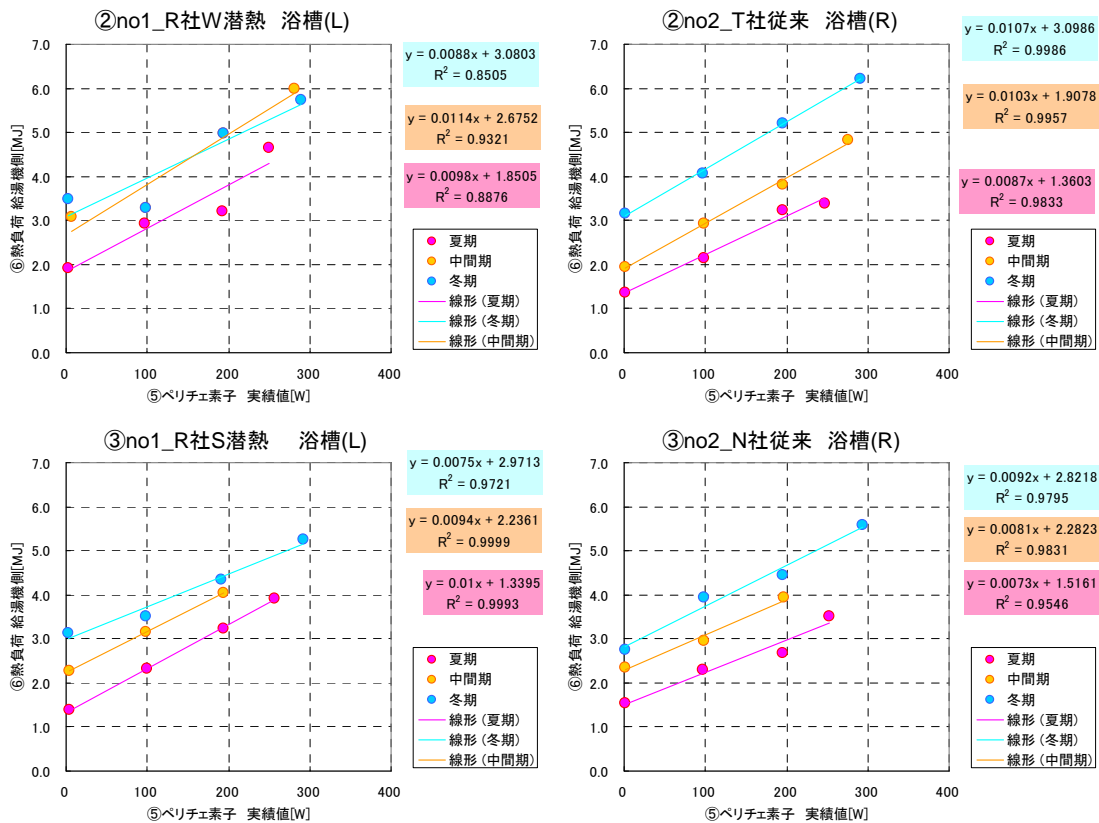 ②no1_R社W潜熱 浴槽(L)
7.0
6.0
5.0
4.0
3.0
2.0
1.0
0.0
⑥熱負荷 給湯機側[MJ]
0 100 200 300 400
⑤ペリチェ素子 実績値[W]
y = 0.0088x + 3.0803
R² = 0.8505
y = 0.0114x + 2.6752
R² = 0.9321
y = 0.0098x + 1.8505
R² = 0.8876
夏期
中間期
冬期
線形 (夏期)
線形 (冬期)
線形 (中間期)
②no2_T社従来 浴槽(R)
7.0
6.0
5.0
4.0
3.0
2.0
1.0
0.0
⑥熱負荷 給湯機側[MJ]
0 100 200 300 400
⑤ペリチェ素子 実績値[W]
y = 0.0107x + 3.0986
R² = 0.9986
y = 0.0103x + 1.9078
R² = 0.9957
y = 0.0087x + 1.3603
R² = 0.9833
夏期
中間期
冬期
線形 (夏期)
線形 (冬期)
線形 (中間期)
③no1_R社S潜熱 浴槽(L)
7.0
6.0
5.0
4.0
3.0
2.0
1.0
0.0
⑥熱負荷 給湯機側[MJ]
0 100 200 300 400
⑤ペリチェ素子 実績値[W]
y = 0.0075x + 2.9713
R² = 0.9721
y = 0.0094x + 2.2361
R² = 0.9999
y = 0.01x + 1.3395
R² = 0.9993
夏期
中間期
冬期
線形 (夏期)
線形 (冬期)
線形 (中間期)
③no2_N社従来 浴槽(R)
7.0
6.0
5.0
4.0
3.0
2.0
1.0
0.0
⑥熱負荷 給湯機側[MJ]
0 100 200 300 400
⑤ペリチェ素子 実績値[W]
y = 0.0092x + 2.8218
R² = 0.9795
y = 0.0081x + 2.2823
R² = 0.9831
y = 0.0073x + 1.5161
R² = 0.9546
夏期
中間期
冬期
線形 (夏期)
線形 (冬期)
線形 (中間期)